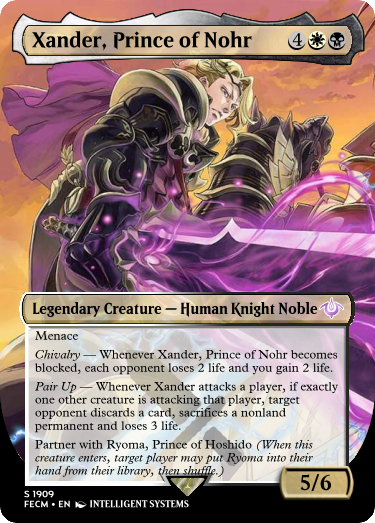 Xander, Prince of Nohr 4
Legendary Creature — Human Knight Noble
Menace
Chivalry — Whenever Xander, Prince of Nohr becomes
blocked, each opponent loses 2 life and you gain 2 life.
Pair Up — Whenever Xander attacks a player, if exactly
one other creature is attacking that player, target
opponent discards a card, sacrifices a nonland
permanent and loses 3 life.
Partner with Ryoma, Prince of Hoshido (When this
creature enters, target player may put Ryoma into their
hand from their library, then shuffle.)
5/6
S 1909
FECM • EN INTELLIGENT SYSTEMS